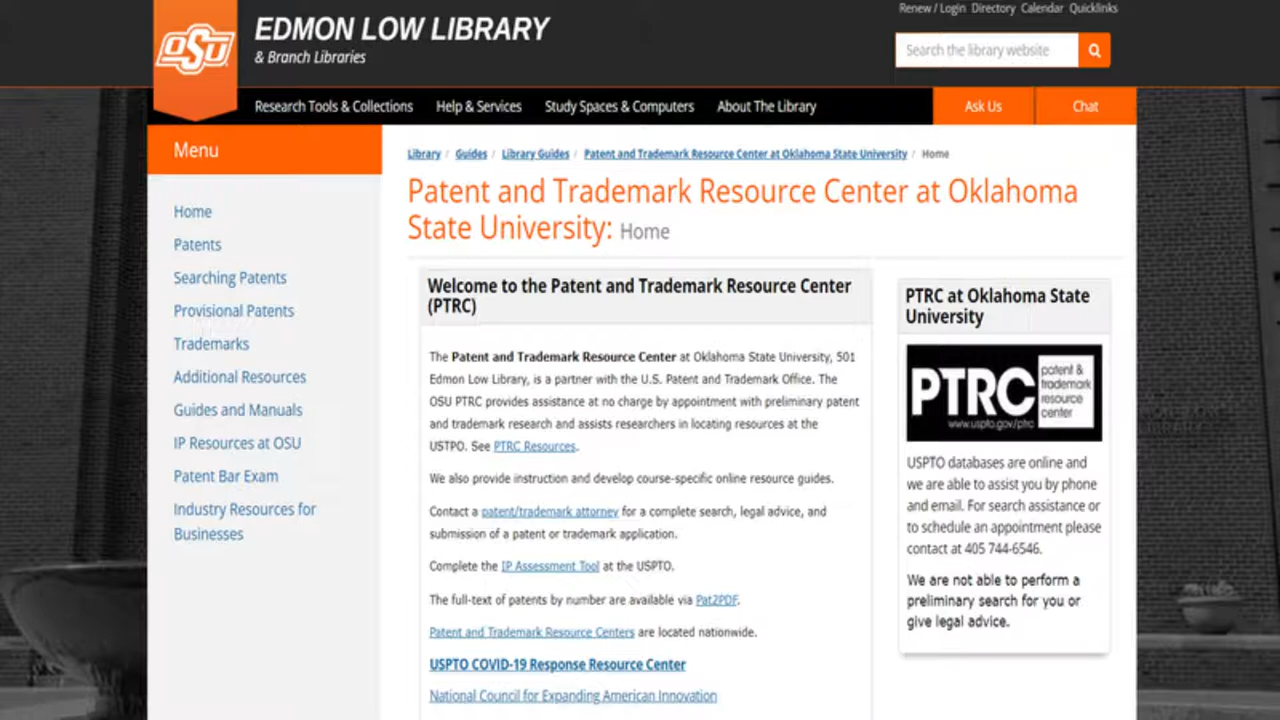 Renew / Login Directory Calendar Quicklinks
OSU
EDMON LOW LIBRARY
& Branch Libraries
Search the library website
Research Tools & Collections Help & Services Study Spaces & Computers About The Library Ask Us Chat
Menu
Home
Patents
Searching Patents
Provisional Patents
Trademarks
Additional Resources
Guides and Manuals
IP Resources at OSU
Patent Bar Exam
Industry Resources for
Businesses
Library / Guides / Library Guides / Patent and Trademark Resource Center at Oklahoma State University / Home
Patent and Trademark Resource Center at Oklahoma
State University: Home
Welcome to the Patent and Trademark Resource Center
(PTRC)
The Patent and Trademark Resource Center at Oklahoma State University, 501
Edmon Low Library, is a partner with the U.S. Patent and Trademark Office. The
OSU PTRC provides assistance at no charge by appointment with preliminary patent
and trademark research and assists researchers in locating resources at the
USTPO. See PTRC Resources.
We also provide instruction and develop course-specific online resource guides.
Contact a patent/trademark attorney for a complete search, legal advice, and
submission of a patent or trademark application.
Complete the IP Assessment Tool at the USPTO.
The full-text of patents by number are available via Pat2PDF.
Patent and Trademark Resource Centers are located nationwide.
USPTO COVID-19 Response Resource Center
National Council for Expanding American Innovation
PTRC at Oklahoma State
University
PTRC
patent &
trademark
resource
center
www.uspto.gov/ptrc
USPTO databases are online and
we are able to assist you by phone
and email. For search assistance or
to schedule an appointment please
contact at 405 744-6546.
We are not able to perform a
preliminary search for you or
give legal advice.